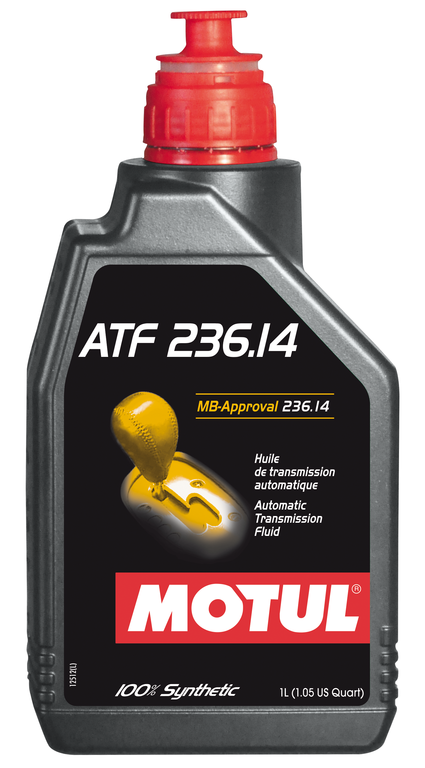 ATF 236.14
MB-Approval 236.14
Huile
de transmission
automatique
Automatic
Transmission
Fluid
MOTUL®
12512(L)
100% Synthetic
1L (1.05 US Quart)